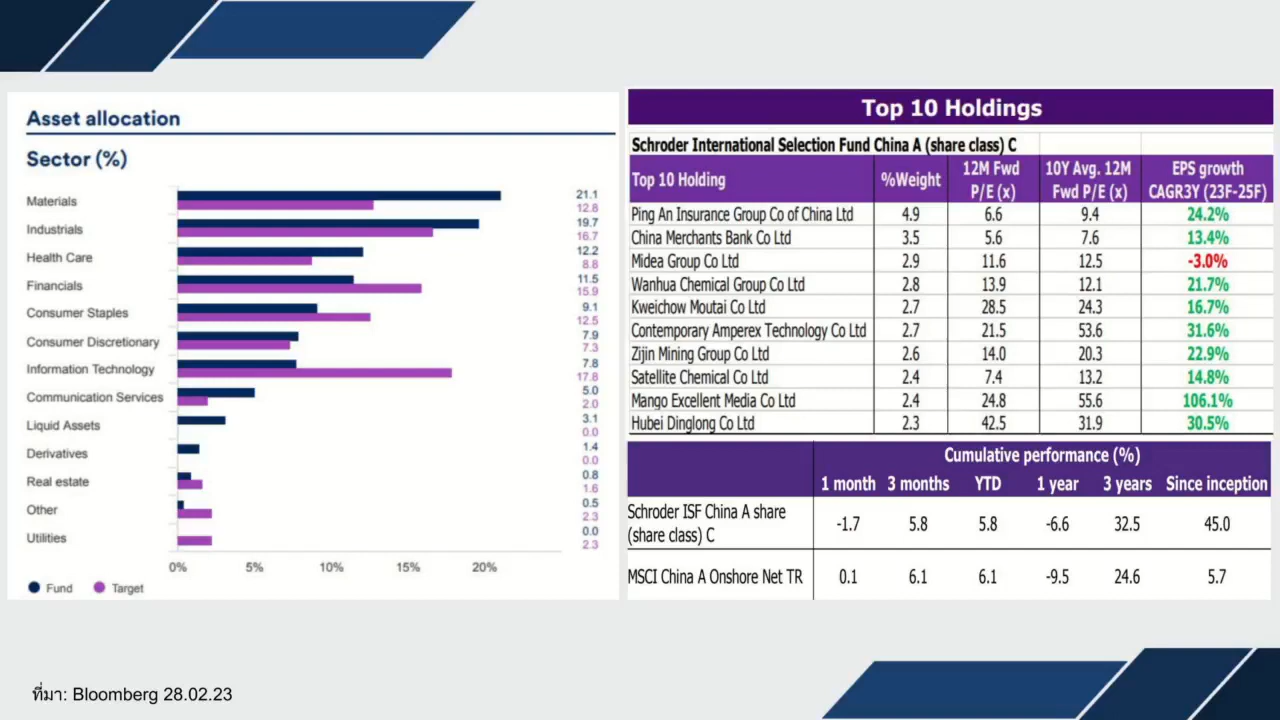 Asset allocation
Sector (%)
Materials 21.1 12.8
Industrials 19.7 16.7
Health Care 12.2 8.8
Financials 11.5 15.9
Consumer Staples 9.1 12.5
Consumer Discretionary 7.9 7.3
Information Technology 7.8 17.8
Communication Services 5.0 2.0
Liquid Assets 3.1 0.0
Derivatives 1.4 0.0
Real estate 0.8 1.6
Other 0.5 2.3
Utilities 0.0 2.3
0% 5% 10% 15% 20%
Fund Target
Top 10 Holdings
Schroder International Selection Fund China A (share class) C
Top 10 Holding %Weight 12M Fwd P/E (x) 10Y Avg. 12M Fwd P/E (x) EPS growth CAGR3Y (23F-25F)
Ping An Insurance Group Co of China Ltd 4.9 6.6 9.4 24.2%
China Merchants Bank Co Ltd 3.5 5.6 7.6 13.4%
Midea Group Co Ltd 2.9 11.6 12.5 -3.0%
Wanhua Chemical Group Co Ltd 2.8 13.9 12.1 21.7%
Kweichow Moutai Co Ltd 2.7 28.5 24.3 16.7%
Contemporary Amperex Technology Co Ltd 2.7 21.5 53.6 31.6%
Zijin Mining Group Co Ltd 2.6 14.0 20.3 22.9%
Satellite Chemical Co Ltd 2.4 7.4 13.2 14.8%
Mango Excellent Media Co Ltd 2.4 24.8 55.6 106.1%
Hubei Dinglong Co Ltd 2.3 42.5 31.9 30.5%
Cumulative performance (%)
1 month 3 months YTD 1 year 3 years Since inception
Schroder ISF China A share (share class) C -1.7 5.8 5.8 -6.6 32.5 45.0
MSCI China A Onshore Net TR 0.1 6.1 6.1 -9.5 24.6 5.7
ที่มา: Bloomberg 28.02.23